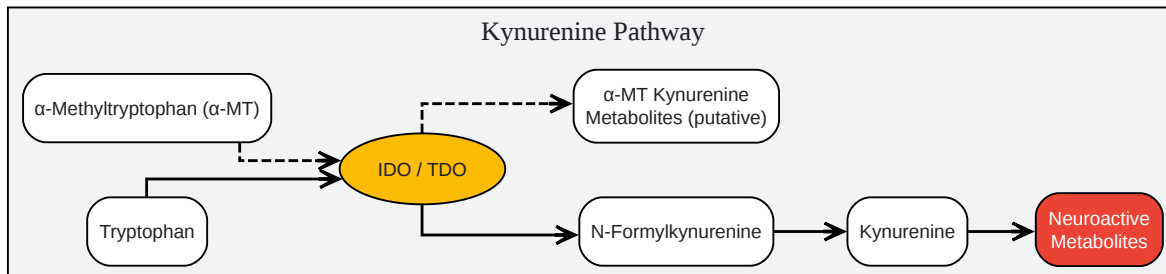 Kynurenine Pathway
α-Methyltryptophan (α-MT)
α-MT Kynurenine
Metabolites (putative)
IDO / TDO
Tryptophan
N-Formylkynurenine
Kynurenine
Neuroactive
Metabolites